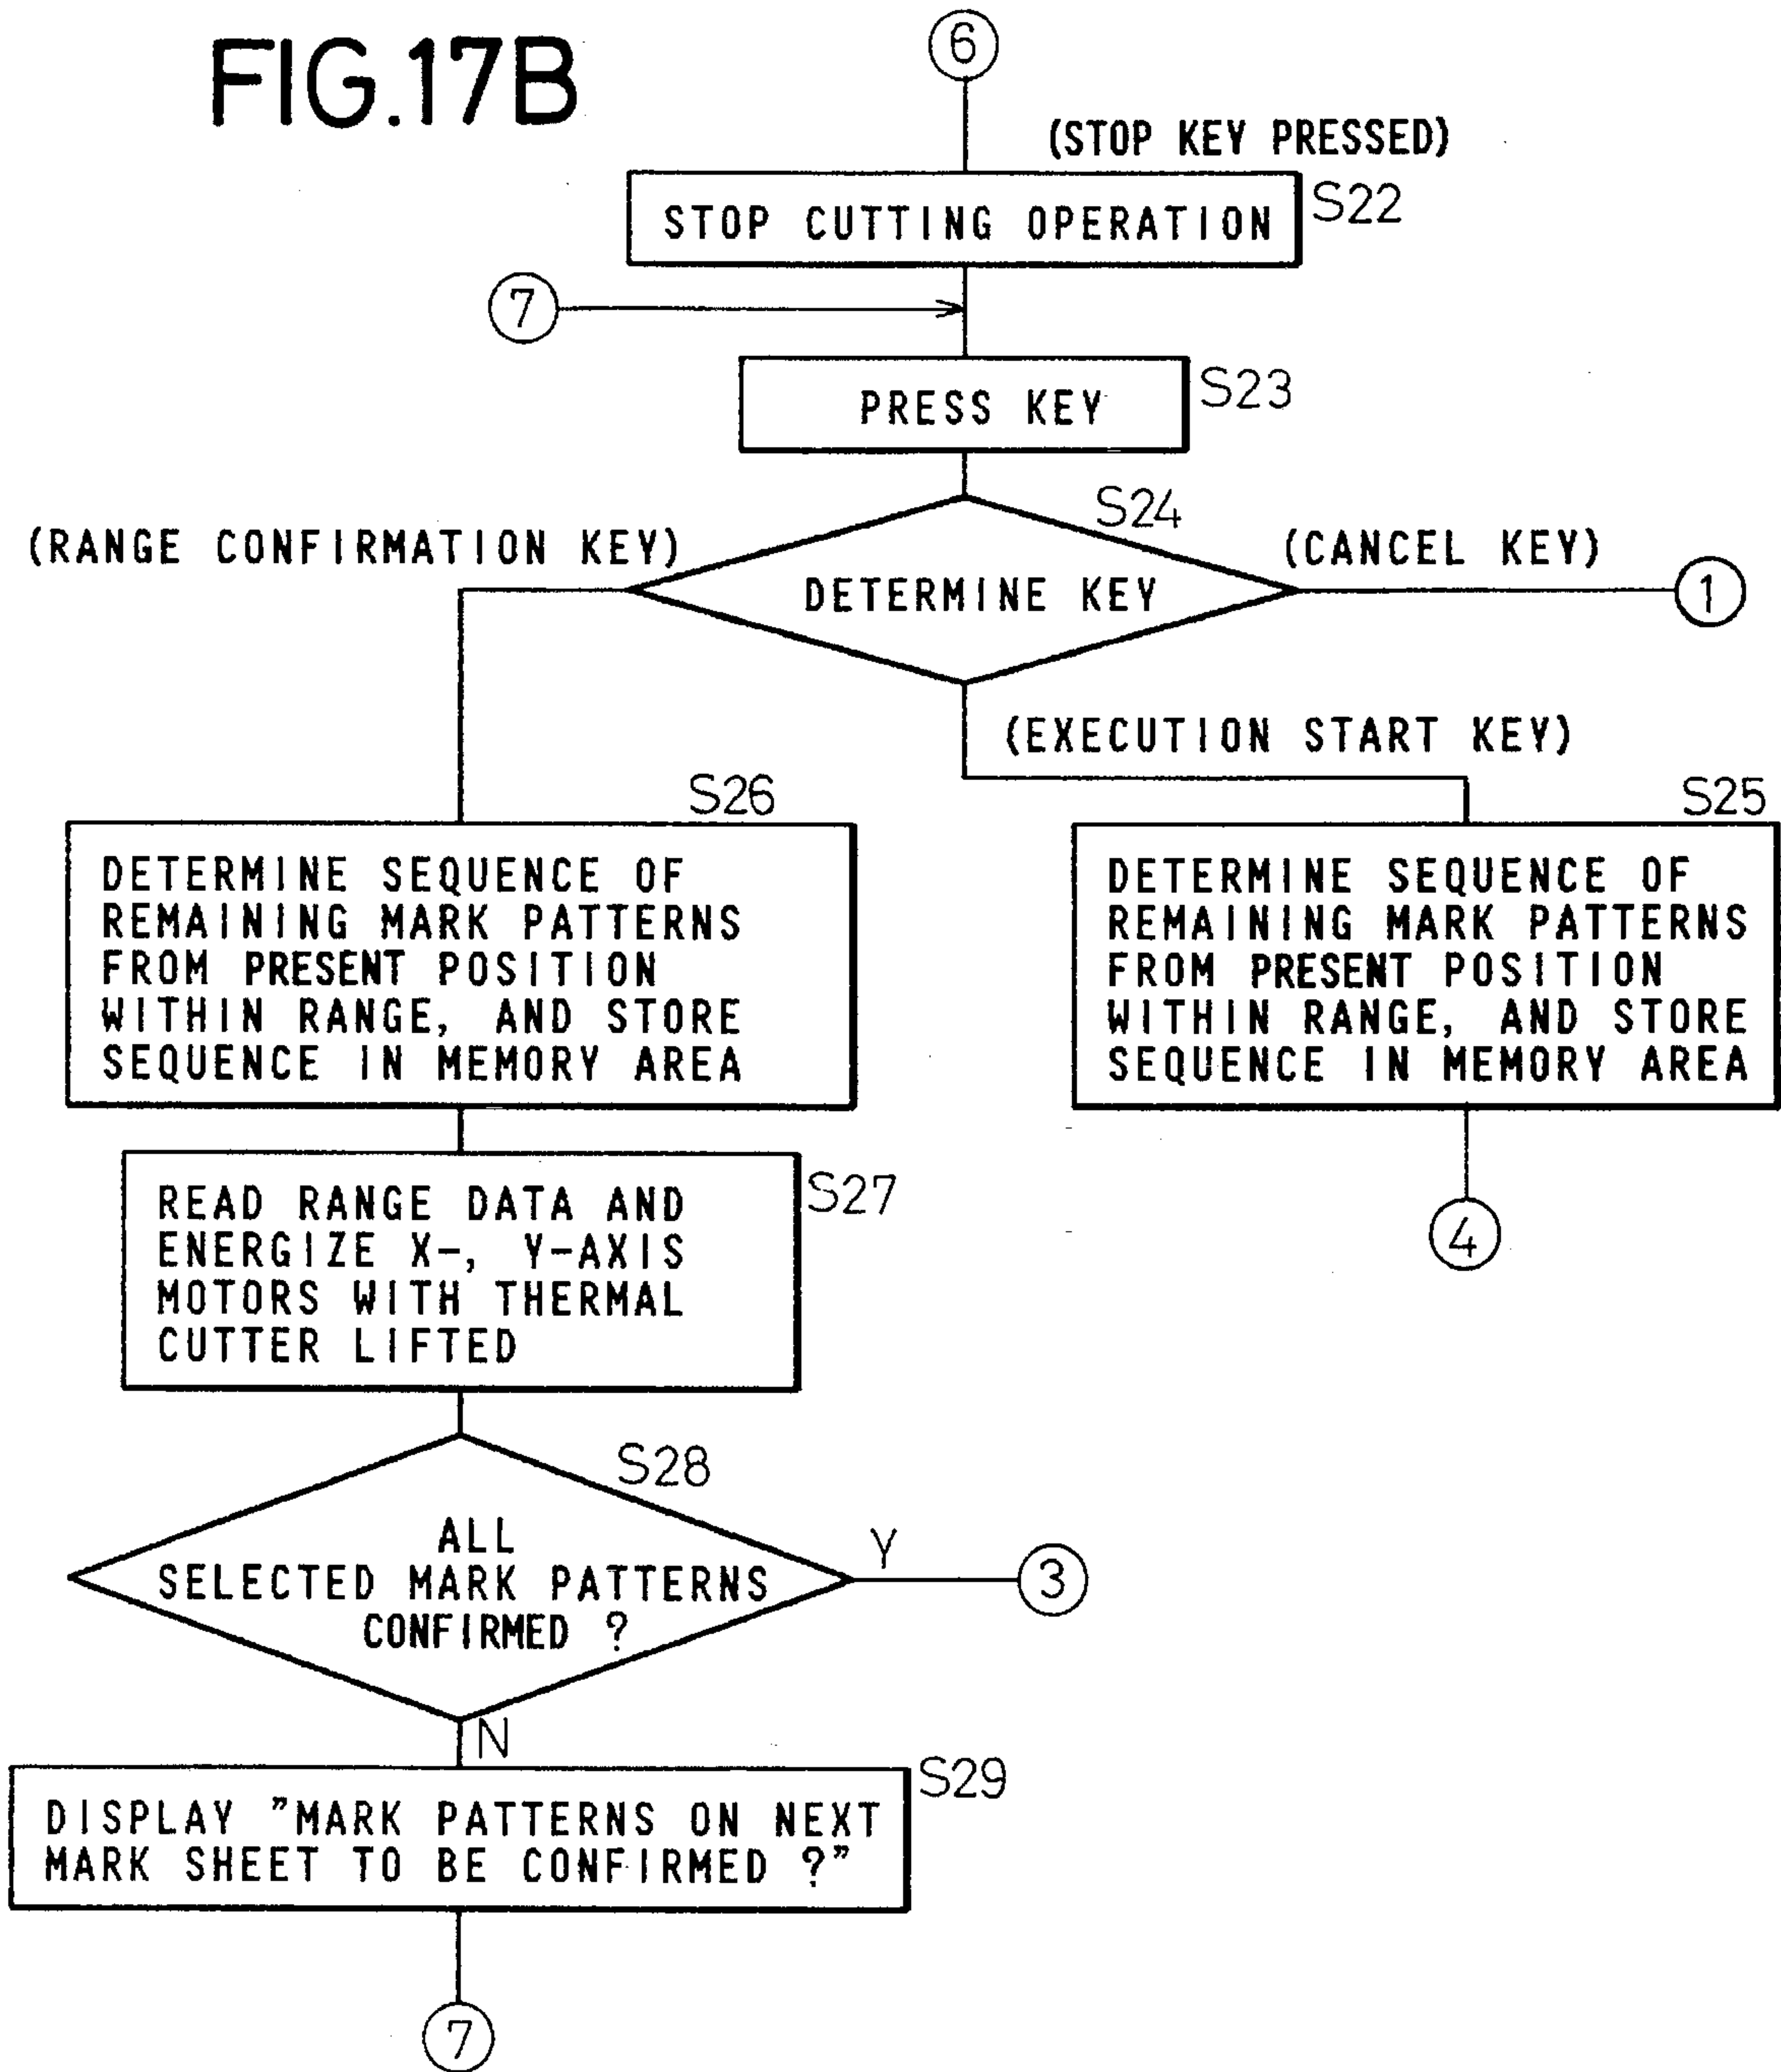 FIG.17B
6
(STOP KEY PRESSED)
STOP CUTTING OPERATION
S22
7
PRESS KEY
S23
S24
(RANGE CONFIRMATION KEY)
(CANCEL KEY)
DETERMINE KEY
1
(EXECUTION START KEY)
S26
S25
DETERMINE SEQUENCE OF
REMAINING MARK PATTERNS
FROM PRESENT POSITION
WITHIN RANGE, AND STORE
SEQUENCE IN MEMORY AREA
DETERMINE SEQUENCE OF
REMAINING MARK PATTERNS
FROM PRESENT POSITION
WITHIN RANGE, AND STORE
SEQUENCE IN MEMORY AREA
4
READ RANGE DATA AND
ENERGIZE X-, Y-AXIS
MOTORS WITH THERMAL
CUTTER LIFTED
S27
S28
ALL
SELECTED MARK PATTERNS
CONFIRMED ?
Y
3
N
S29
DISPLAY "MARK PATTERNS ON NEXT
MARK SHEET TO BE CONFIRMED ?"
7